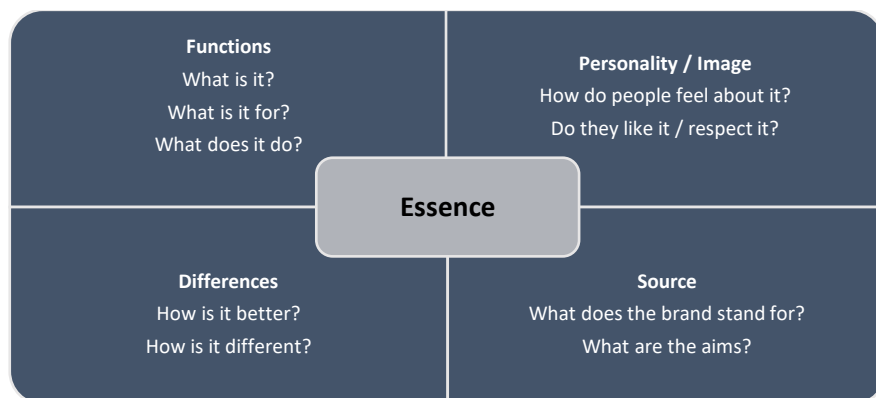 Functions
What is it?
What is it for?
What does it do?
Personality / Image
How do people feel about it?
Do they like it / respect it?
Essence
Differences
How is it better?
How is it different?
Source
What does the brand stand for?
What are the aims?